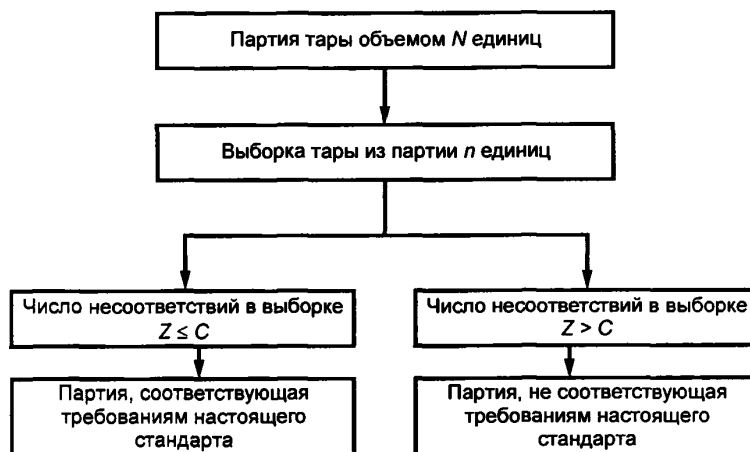 Партия тары объемом N единиц
Выборка тары из партии n единиц
Число несоответствий в выборке
Z ≤ C
Число несоответствий в выборке
Z > C
Партия, соответствующая
требованиям настоящего
стандарта
Партия, не соответствующая
требованиям настоящего
стандарта